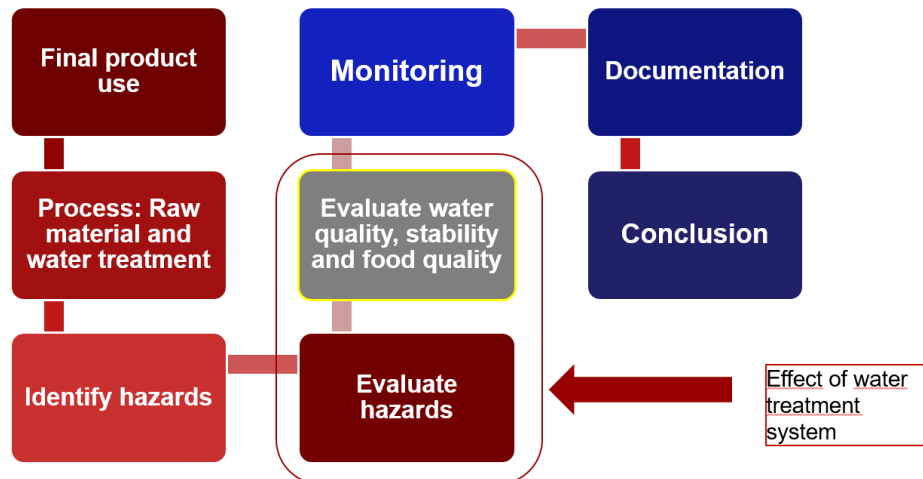 Final product
use
Process: Raw
material and
water treatment
Identify hazards
Evaluate
hazards
Evaluate water
quality, stability
and food quality
Monitoring
Documentation
Conclusion
Effect of water
treatment
system